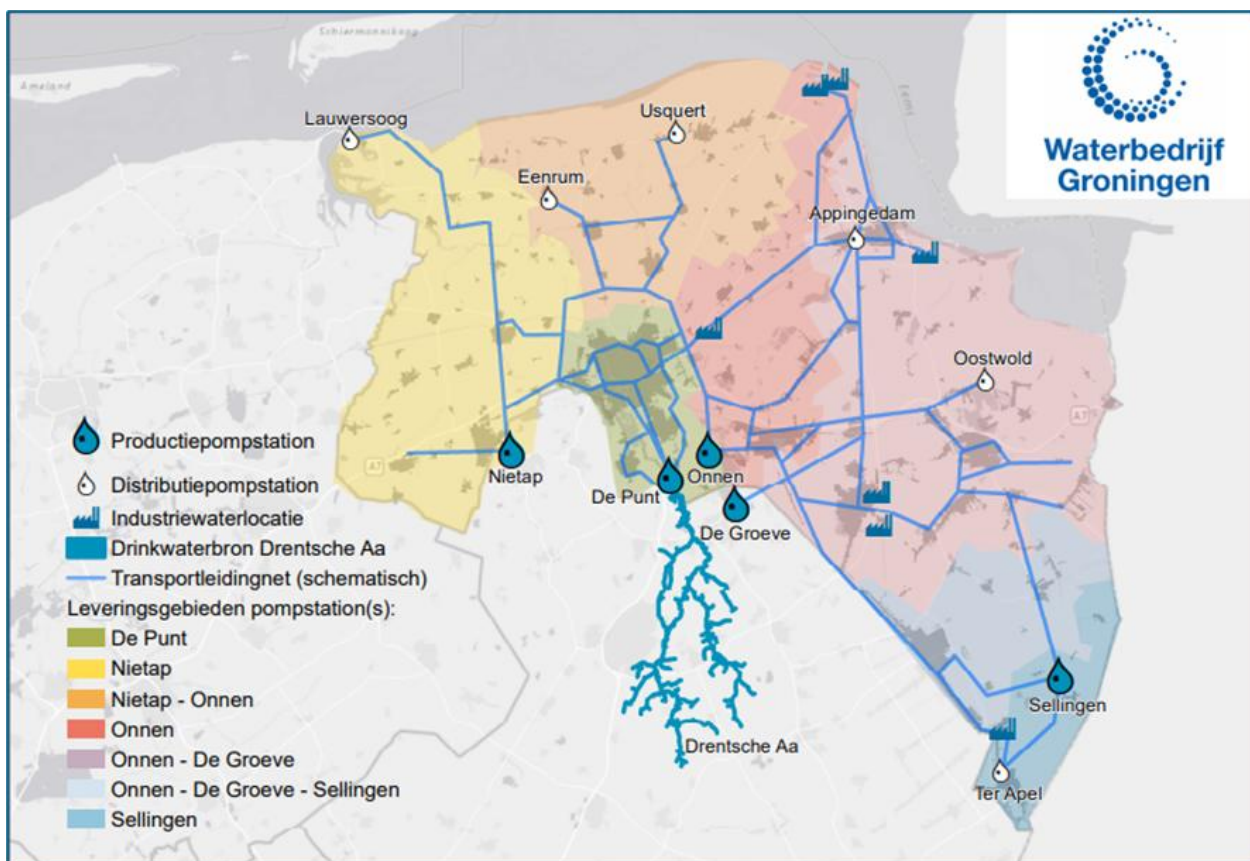 Schiermonnikoog
Ameland
Eems
Waterbedrijf
Groningen
Lauwersoog
Usquert
Eenrum
Appingedam
Oostwold
A7
A7
Nietap
De Punt
Onnen
De Groeve
Sellingen
Drentsche Aa
Ter Apel
Productiepompstation
Distributiepompstation
Industriewaterlocatie
Drinkwaterbron Drentsche Aa
Transportleidingnet (schematisch)
Leveringsgebieden pompstation(s):
De Punt
Nietap
Nietap - Onnen
Onnen
Onnen - De Groeve
Onnen - De Groeve - Sellingen
Sellingen